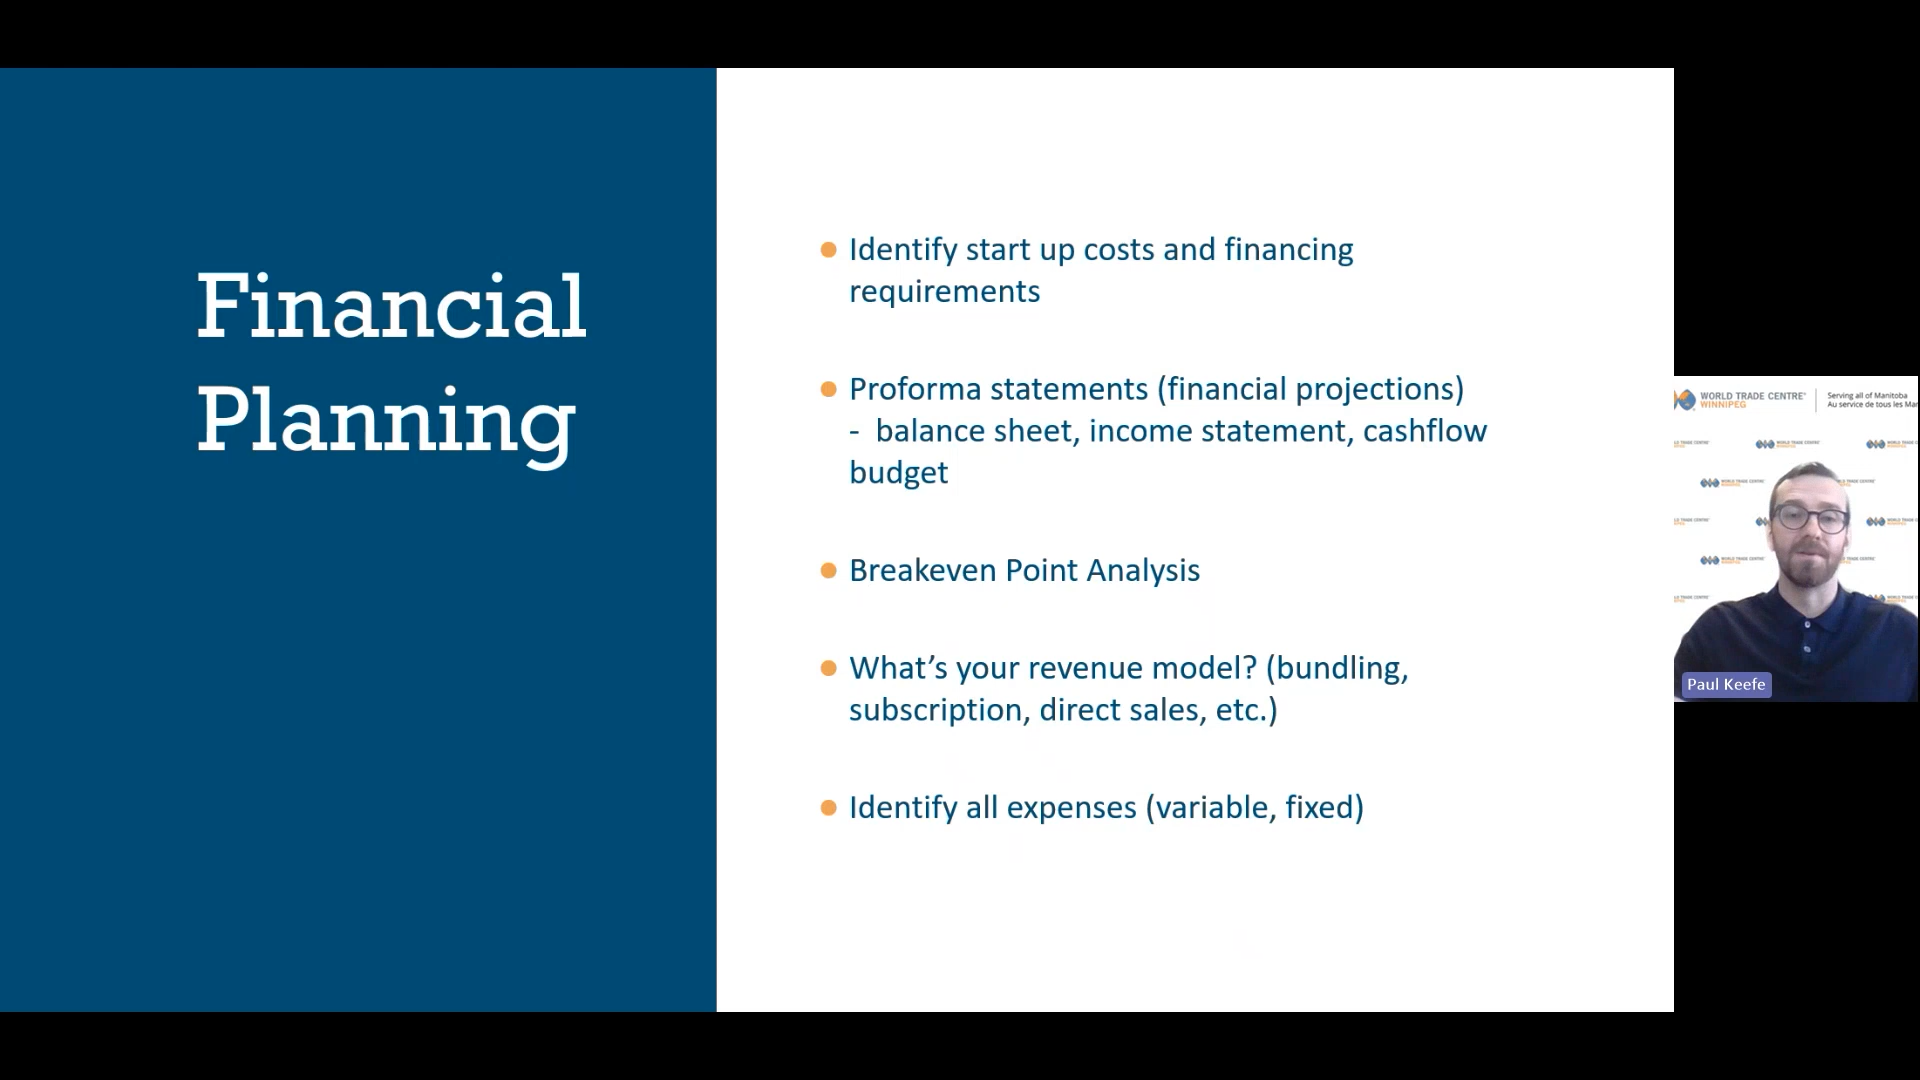 Financial
Planning
Identify start up costs and financing
requirements
Proforma statements (financial projections)
- balance sheet, income statement, cashflow
budget
Breakeven Point Analysis
What’s your revenue model? (bundling,
subscription, direct sales, etc.)
Identify all expenses (variable, fixed)
WORLD TRADE CENTRE
WINNIPEG
Serving all of Manitoba
Au service de tous les Mar
Paul Keefe